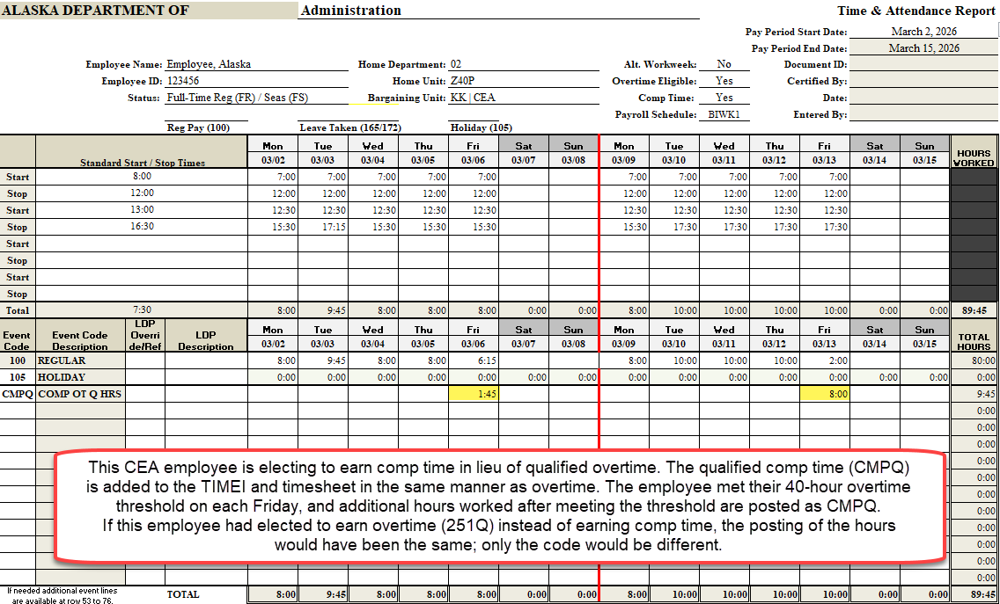 ALASKA DEPARTMENT OF Administration Time & Attendance Report
Pay Period Start Date: March 2, 2026
Pay Period End Date: March 15, 2026
Employee Name: Employee, Alaska Home Department: 02 Alt. Workweek: No Document ID:
Employee ID: 123456 Home Unit: Z40P Overtime Eligible: Yes Certified By:
Status: Full-Time Reg (FR) / Seas (FS) Bargaining Unit: KK | CEA Comp Time: Yes Date:
Payroll Schedule: BIWK1 Entered By:
Reg Pay (100) Leave Taken (165/172) Holiday (105)
Mon Tue Wed Thu Fri Sat Sun Mon Tue Wed Thu Fri Sat Sun HOURS WORKED
Standard Start / Stop Times 03/02 03/03 03/04 03/05 03/06 03/07 03/08 03/09 03/10 03/11 03/12 03/13 03/14 03/15
Start 8:00 7:00 7:00 7:00 7:00 7:00 7:00 7:00 7:00 7:00 7:00
Stop 12:00 12:00 12:00 12:00 12:00 12:00 12:00 12:00 12:00 12:00 12:00
Start 13:00 12:30 12:30 12:30 12:30 12:30 12:30 12:30 12:30 12:30 12:30
Stop 16:30 15:30 17:15 15:30 15:30 15:30 15:30 17:30 17:30 17:30 17:30
Start
Stop
Start
Stop
Total 7:30 8:00 9:45 8:00 8:00 8:00 0:00 0:00 8:00 10:00 10:00 10:00 10:00 0:00 0:00 89:45
Event Code Event Code Description LDP Overri de/Ref LDP Description Mon Tue Wed Thu Fri Sat Sun Mon Tue Wed Thu Fri Sat Sun TOTAL HOURS
03/02 03/03 03/04 03/05 03/06 03/07 03/08 03/09 03/10 03/11 03/12 03/13 03/14 03/15
100 REGULAR 8:00 9:45 8:00 8:00 6:15 8:00 10:00 10:00 10:00 2:00 80:00
105 HOLIDAY 0:00 0:00 0:00 0:00 0:00 0:00 0:00 0:00 0:00 0:00 0:00 0:00 0:00 0:00 0:00
CMPQ COMP OT Q HRS 1:45 8:00 9:45
0:00
0:00
0:00
This CEA employee is electing to earn comp time in lieu of qualified overtime. The qualified comp time (CMPQ) 0:00
is added to the TIMEI and timesheet in the same manner as overtime. The employee met their 40-hour overtime 0:00
threshold on each Friday, and additional hours worked after meeting the threshold are posted as CMPQ. 0:00
If this employee had elected to earn overtime (251Q) instead of earning comp time, the posting of the hours 0:00
would have been the same; only the code would be different. 0:00
0:00
0:00
0:00
If needed additional event lines
are available at row 53 to 76. TOTAL 8:00 9:45 8:00 8:00 8:00 0:00 0:00 8:00 10:00 10:00 10:00 10:00 0:00 0:00 89:45